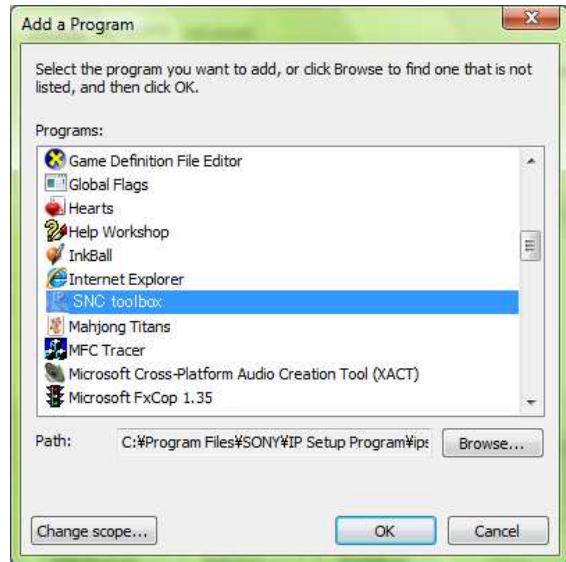 Add a Program
Select the program you want to add, or click Browse to find one that is not
listed, and then click OK.
Programs:
Game Definition File Editor
Global Flags
Hearts
Help Workshop
InkBall
Internet Explorer
SNC toolbox
Mahjong Titans
MFC Tracer
Microsoft Cross-Platform Audio Creation Tool (XACT)
Microsoft FxCop 1.35
Path: C:¥Program Files¥SONY¥IP Setup Program¥ips Browse...
Change scope... OK Cancel